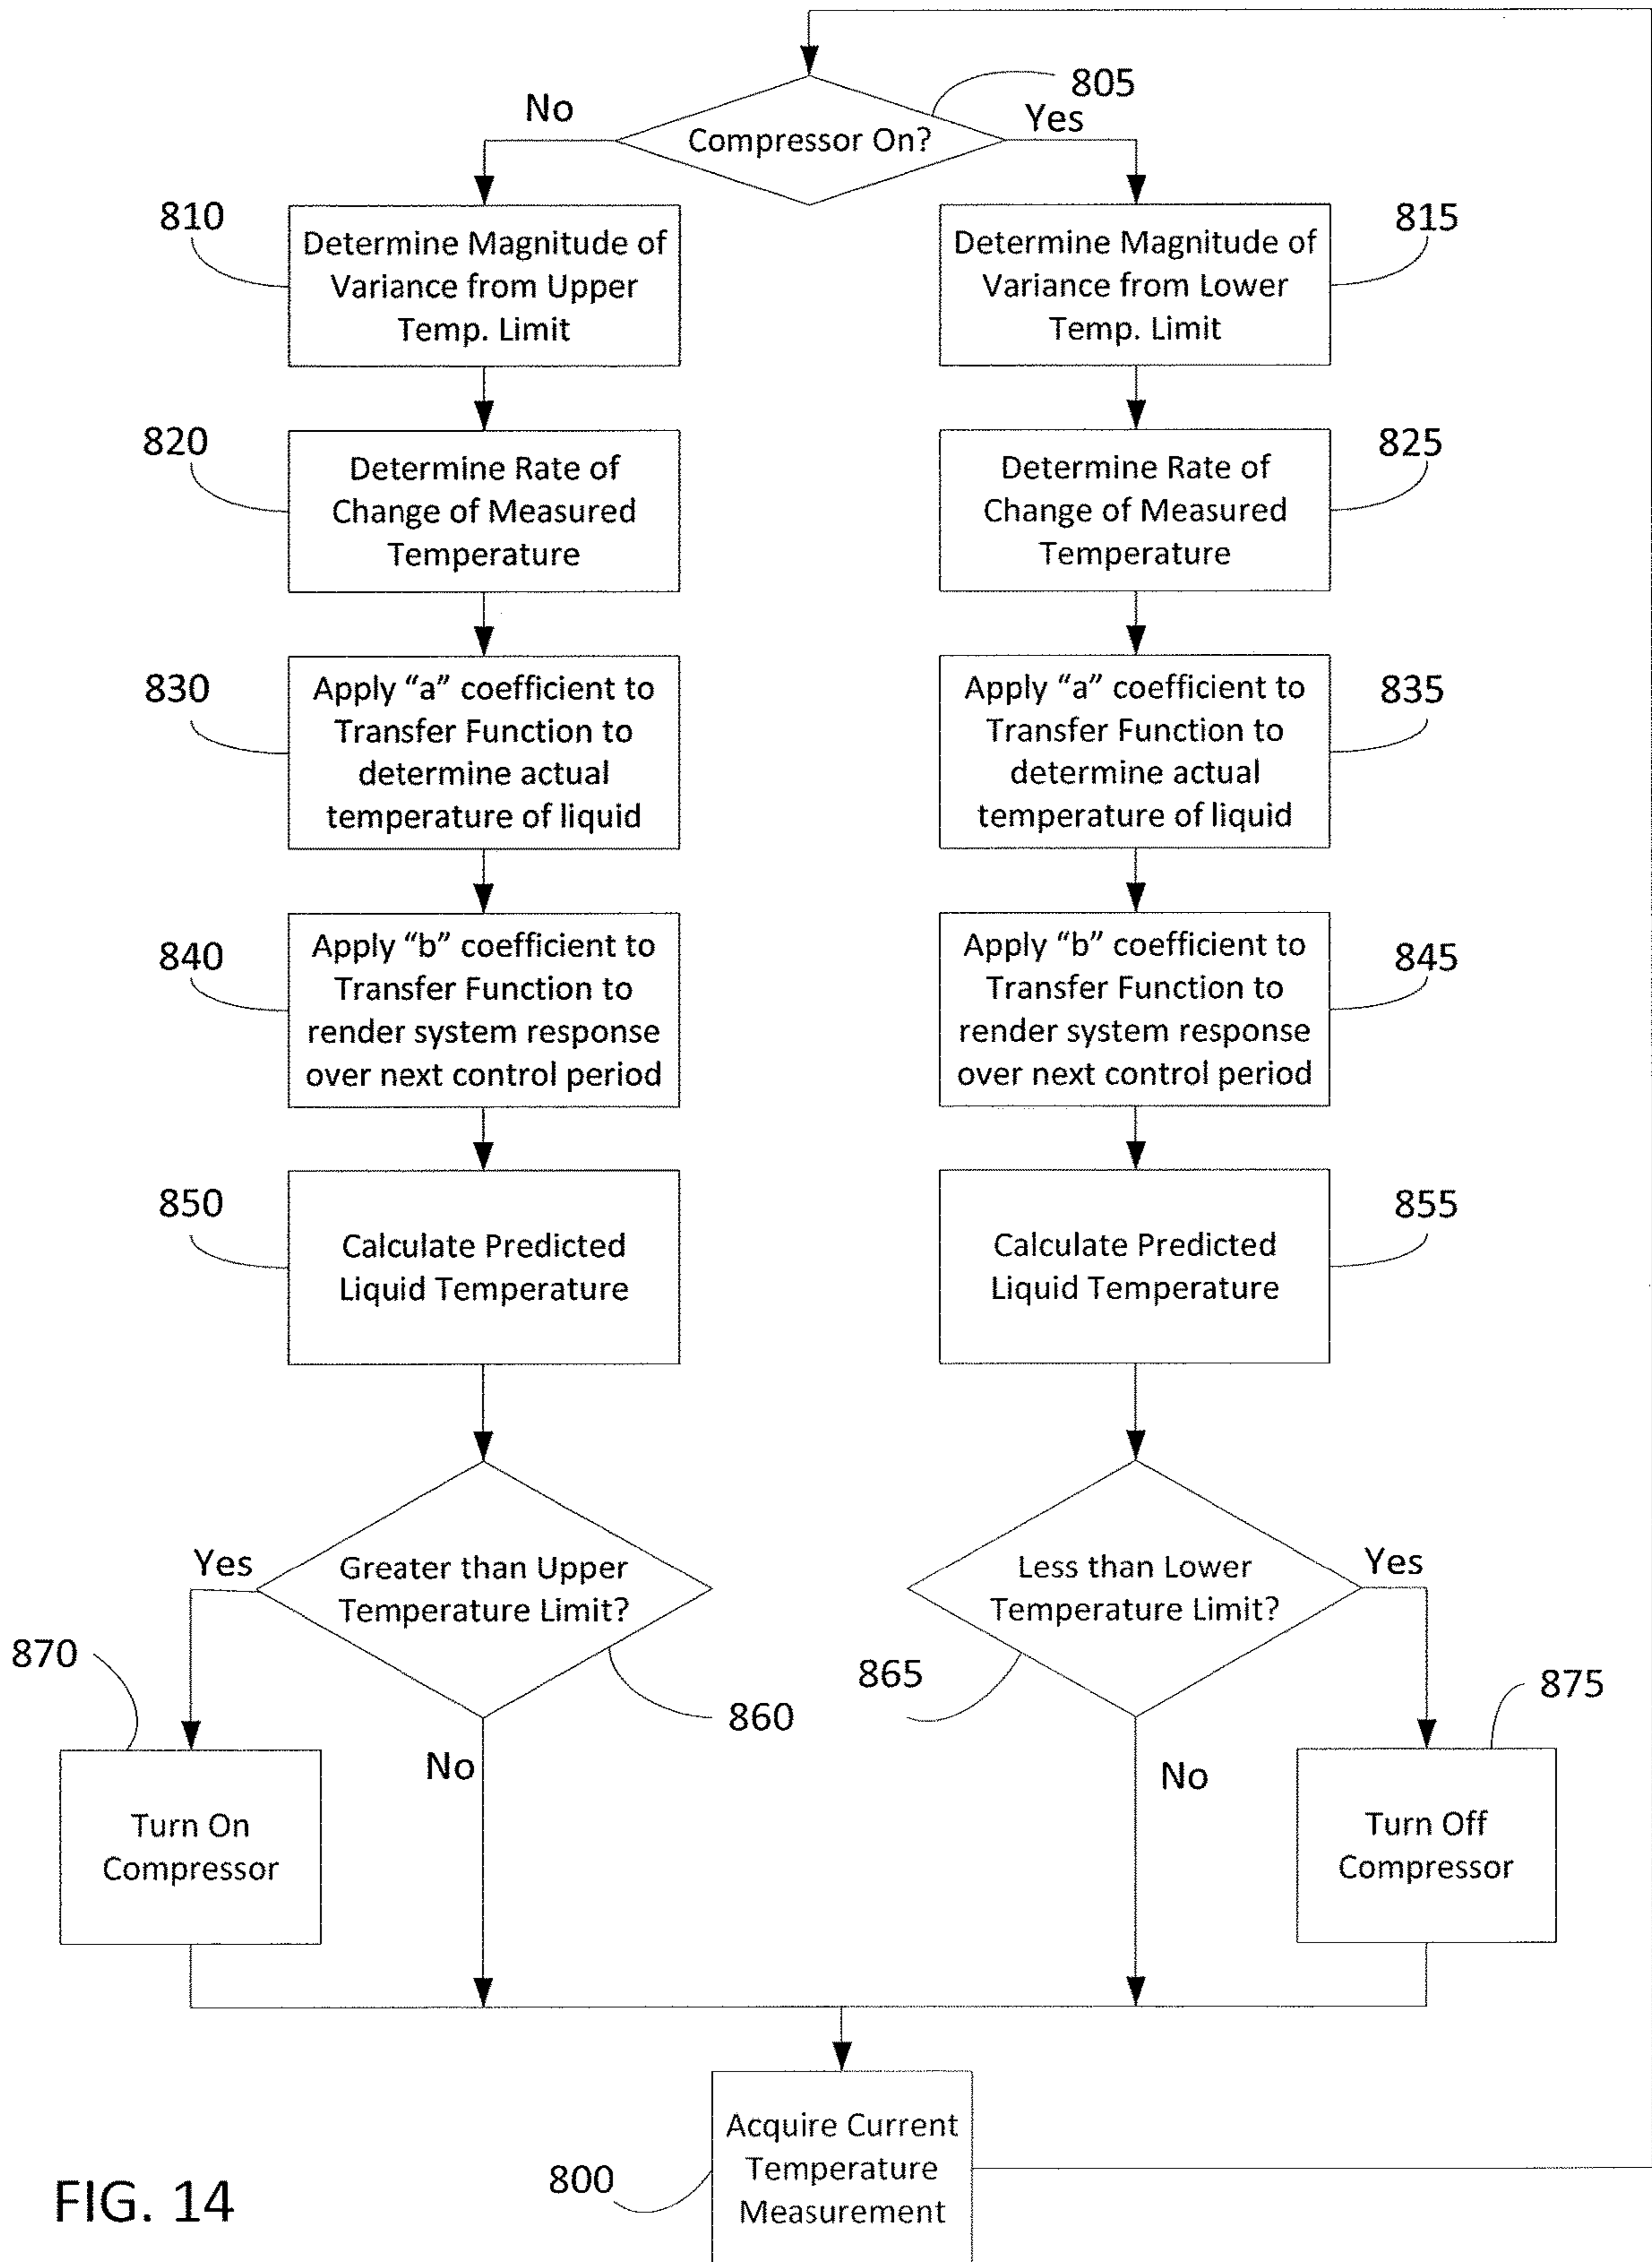 805
No
Yes
Compressor On?
810
Determine Magnitude of
Variance from Upper
Temp. Limit
Determine Magnitude of
Variance from Lower
Temp. Limit
815
820
Determine Rate of
Change of Measured
Temperature
Determine Rate of
Change of Measured
Temperature
825
830
Apply “a” coefficient to
Transfer Function to
determine actual
temperature of liquid
Apply “a” coefficient to
Transfer Function to
determine actual
temperature of liquid
835
840
Apply “b” coefficient to
Transfer Function to
render system response
over next control period
Apply “b” coefficient to
Transfer Function to
render system response
over next control period
845
850
Calculate Predicted
Liquid Temperature
Calculate Predicted
Liquid Temperature
855
Yes
Greater than Upper
Temperature Limit?
Less than Lower
Temperature Limit?
Yes
870
860
865
875
No
No
Turn On
Compressor
Turn Off
Compressor
800
Acquire Current
Temperature
Measurement
FIG. 14